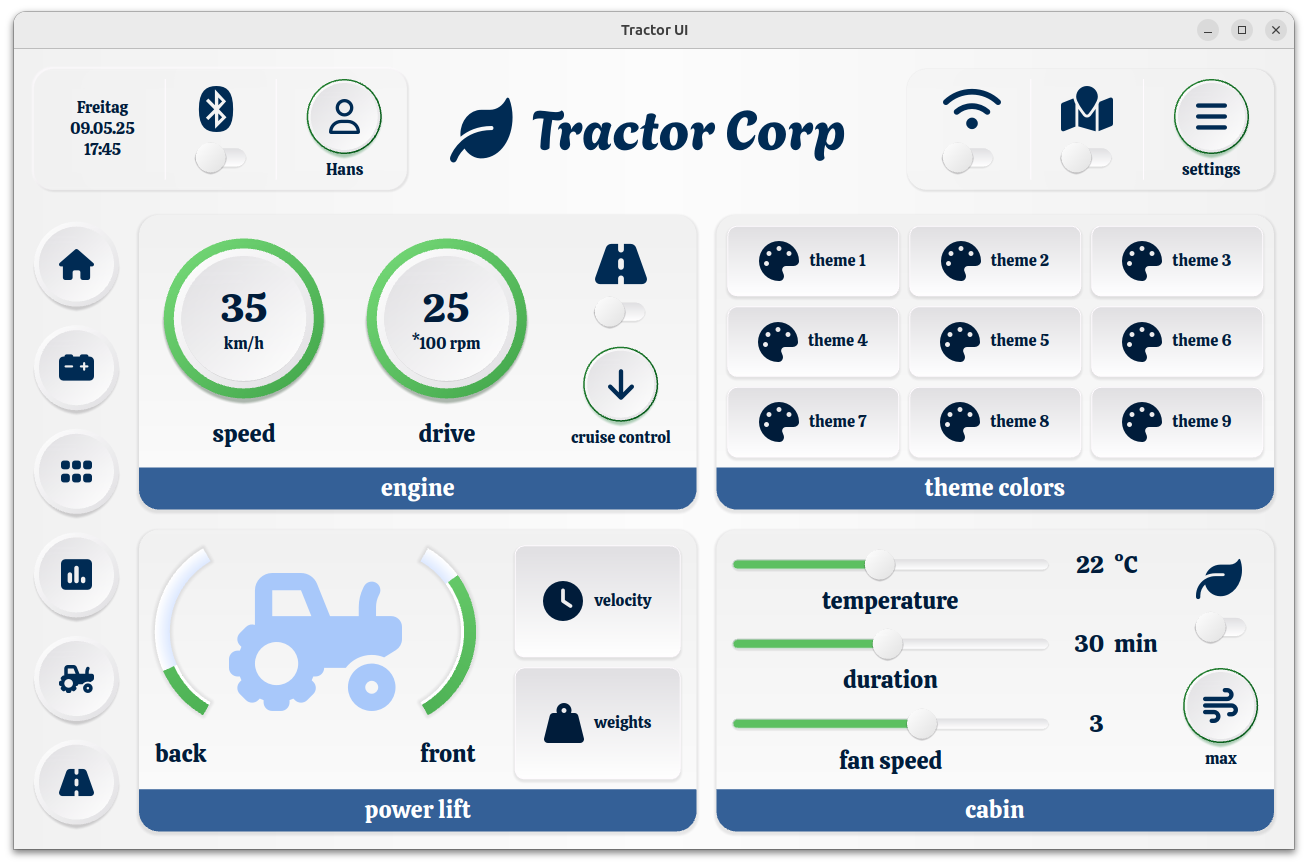 Tractor UI
Freitag
09.05.25
17:45
Hans
Tractor Corp
settings
35
km/h
speed
25
*100 rpm
drive
cruise control
engine
theme 1
theme 2
theme 3
theme 4
theme 5
theme 6
theme 7
theme 8
theme 9
theme colors
back
front
velocity
weights
power lift
22 °C
temperature
30 min
duration
3
fan speed
max
cabin